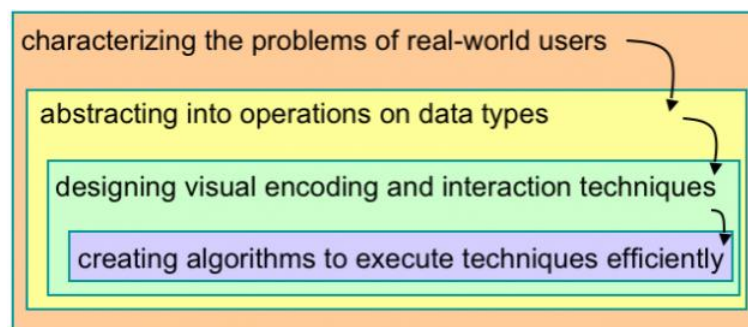 characterizing the problems of real-world users
abstracting into operations on data types
designing visual encoding and interaction techniques
creating algorithms to execute techniques efficiently